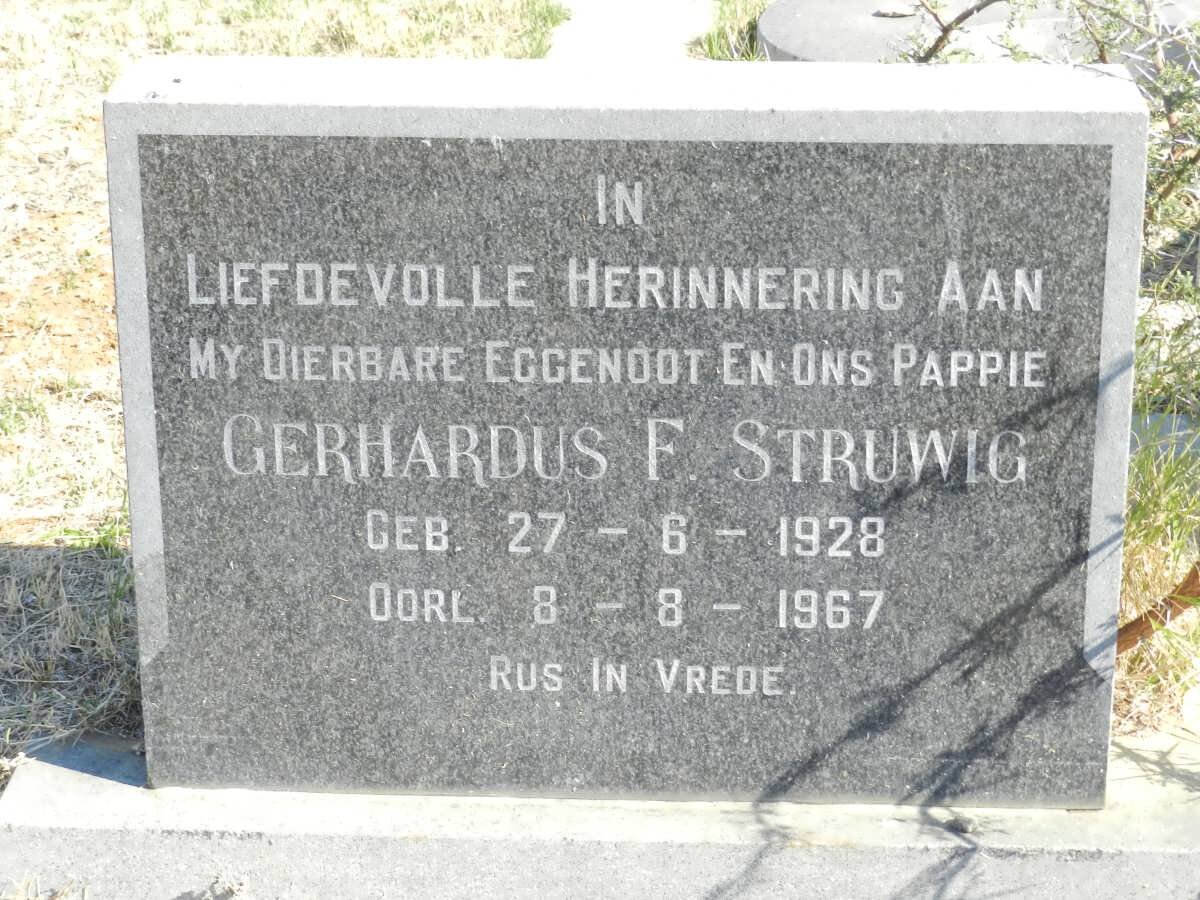 IN
LIEFDEVOLLE HERINNERING AAN
MY DIERBARE EGGENOOT EN ONS PAPPIE
GERHARDUS F. STRUWIG
GEB. 27 - 6 - 1928
OORL. 8 - 8 - 1967
RUS IN VREDE.